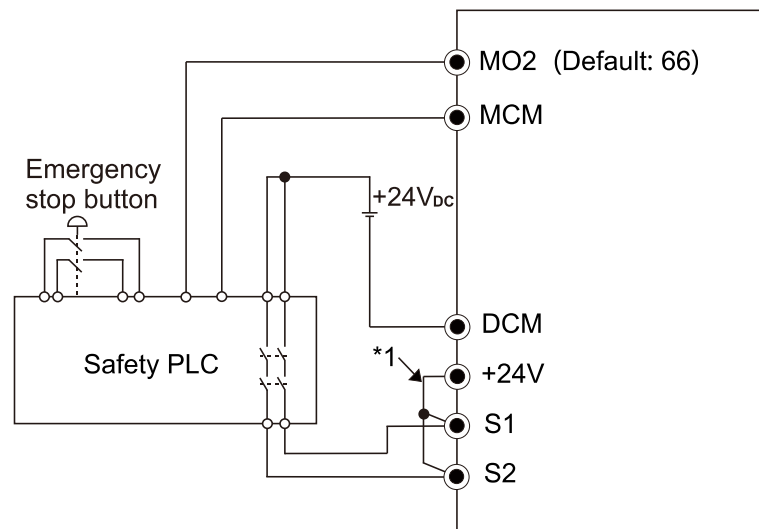 MO2 (Default: 66)
MCM
Emergency
stop button
+24VDC
DCM
*1
+24V
Safety PLC
S1
S2